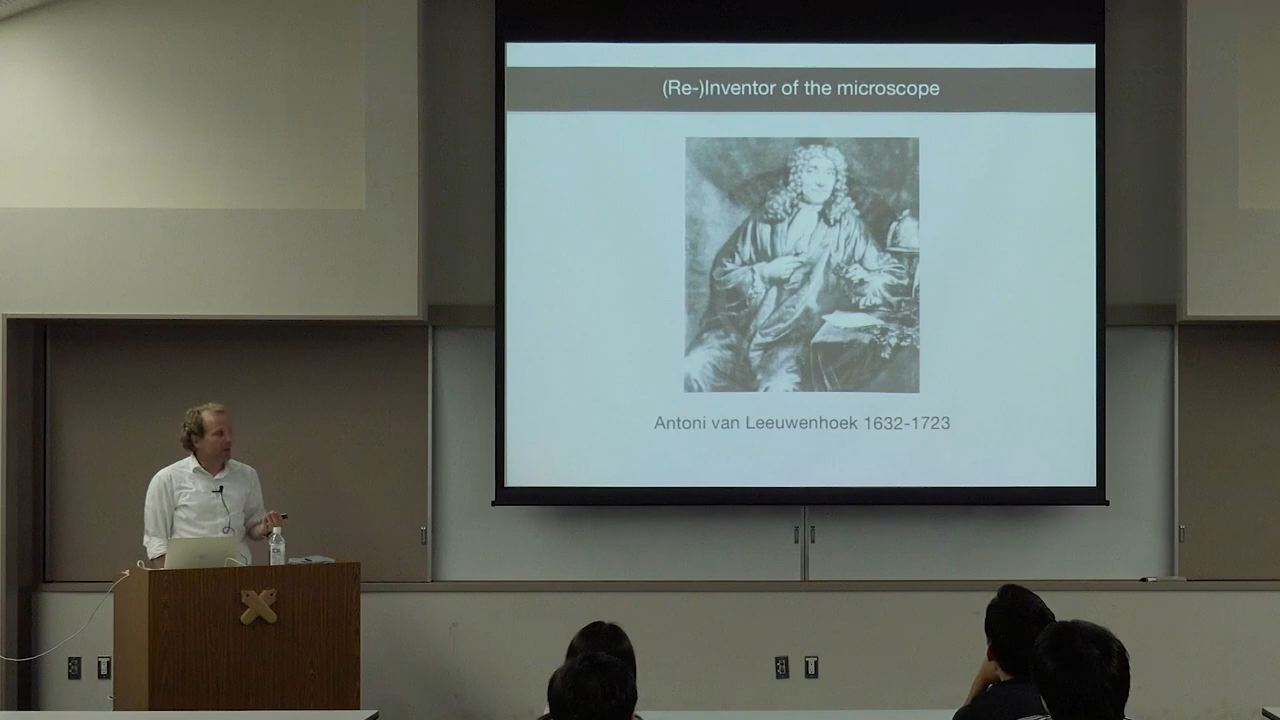 (Re-)Inventor of the microscope
Antoni van Leeuwenhoek 1632-1723